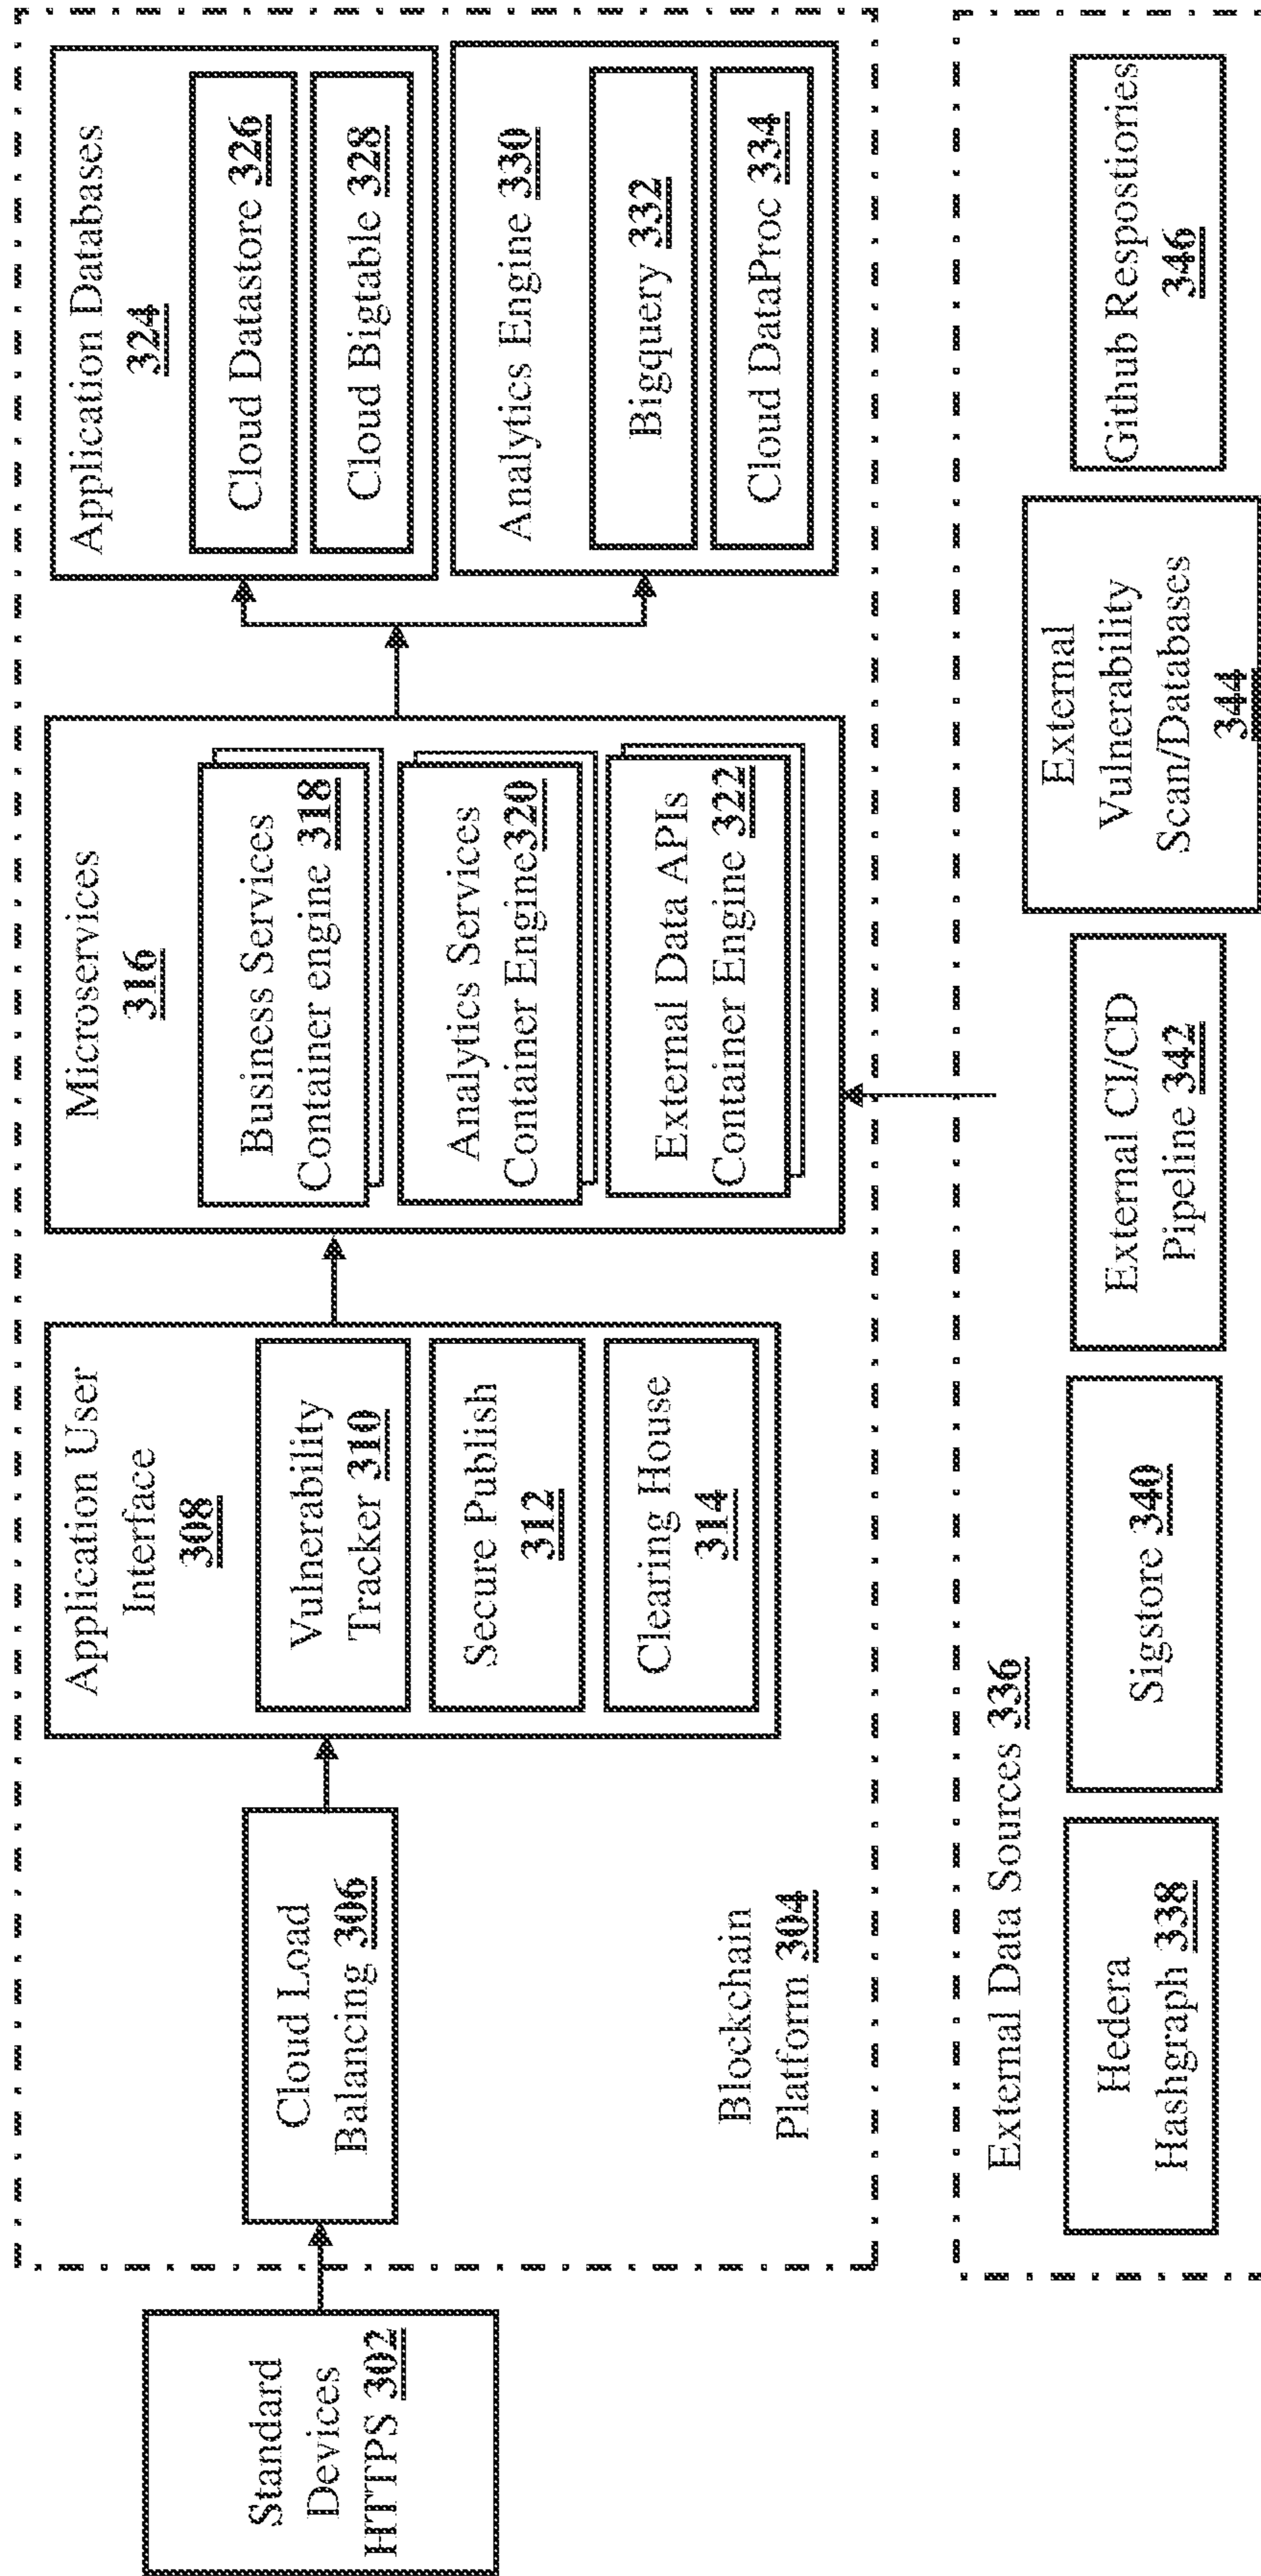 Standard
Devices
HTTPS 302
Cloud Load
Balancing 306
Blockchain
Platform 304
Application User
Interface
308
Vulnerability
Tracker 310
Secure Publish
312
Clearing House
314
Microservices
316
Business Services
Container engine 318
Analytics Services
Container Engine320
External Data APIs
Container Engine 322
Application Databases
324
Cloud Datastore 326
Cloud Bigtable 328
Analytics Engine 330
Bigquery 332
Cloud DataProc 334
External Data Sources 336
Hedera
Hashgraph 338
Sigstore 340
External CI/CD
Pipeline 342
External
Vulnerability
Scan/Databases
344
Github Respostiories
346